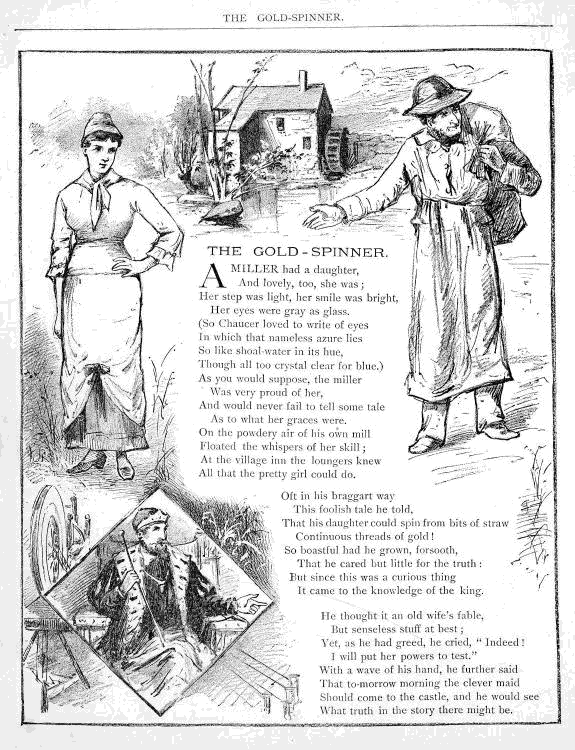 THE GOLD-SPINNER.
THE GOLD-SPINNER.
A MILLER had a daughter,
And lovely, too, she was;
Her step was light, her smile was bright,
Her eyes were gray as glass.
(So Chaucer loved to write of eyes
In which that nameless azure lies
So like shoal-water in its hue,
Though all too crystal clear for blue.)
As you would suppose, the miller
Was very proud of her,
And would never fail to tell some tale
As to what her graces were.
On the powdery air of his own mill
Floated the whispers of her skill;
At the village inn the loungers knew
All that the pretty girl could do.
Oft in his braggart way
This foolish tale he told,
That his daughter could spin from bits of straw
Continuous threads of gold!
So boastful had he grown, forsooth,
That he cared but little for the truth:
But since this was a curious thing
It came to the knowledge of the king.
He thought it an old wife's fable,
But senseless stuff at best;
Yet, as he had greed, he cried, "Indeed!
I will put her powers to test."
With a wave of his hand, he further said
That to-morrow morning the clever maid
Should come to the castle, and he would see
What truth in the story there might be.